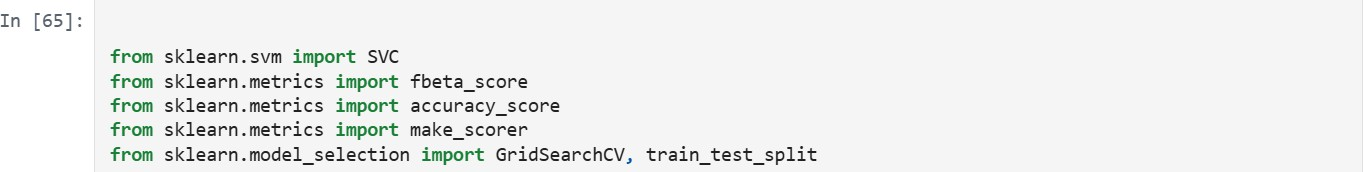 In [65]:
from sklearn.svm import SVC
from sklearn.metrics import fbeta_score
from sklearn.metrics import accuracy_score
from sklearn.metrics import make_scorer
from sklearn.model_selection import GridSearchCV, train_test_split